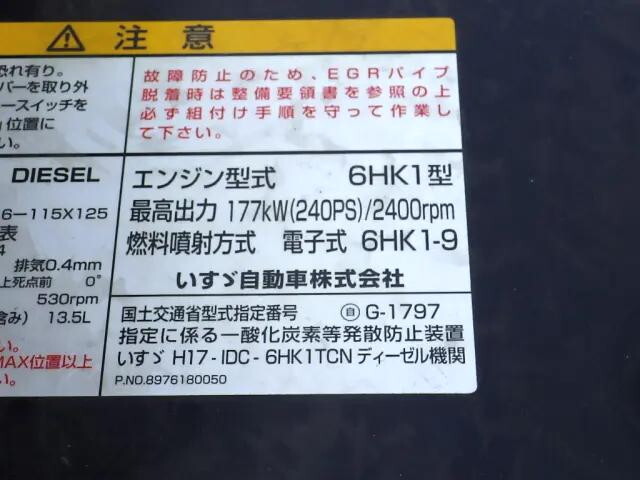 注意
恐れ有り。
バーを取り外
ースイッチを
位置に
故障防止のため、EGRパイプ
脱着時は整備要領書を参照の上
必ず組付け手順を守って作業し
て下さい。
DIESEL
6-115X125
表
4
排気0.4mm
上死点前 0°
530rpm
含み) 13.5L
い。
MAX位置以上
い。
エンジン型式 6HK1型
最高出力 177kW(240PS)/2400rpm
燃料噴射方式 電子式 6HK1-9
いすゞ自動車株式会社
国土交通省型式指定番号 自 G-1797
指定に係る一酸化炭素等発散防止装置
いすゞ H17-IDC-6HK1TCN ディーゼル機関
P.NO.8976180050